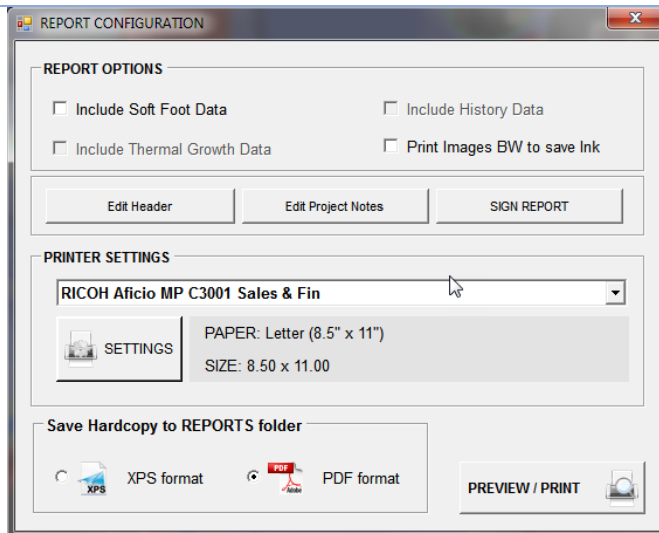 REPORT CONFIGURATION
x
REPORT OPTIONS
Include Soft Foot Data
Include History Data
Include Thermal Growth Data
Print Images BW to save Ink
Edit Header
Edit Project Notes
SIGN REPORT
PRINTER SETTINGS
RICOH Aficio MP C3001 Sales & Fin
SETTINGS
PAPER: Letter (8.5" x 11")
SIZE: 8.50 x 11.00
Save Hardcopy to REPORTS folder
XPS
XPS format
PDF
Adobe
PDF format
PREVIEW / PRINT